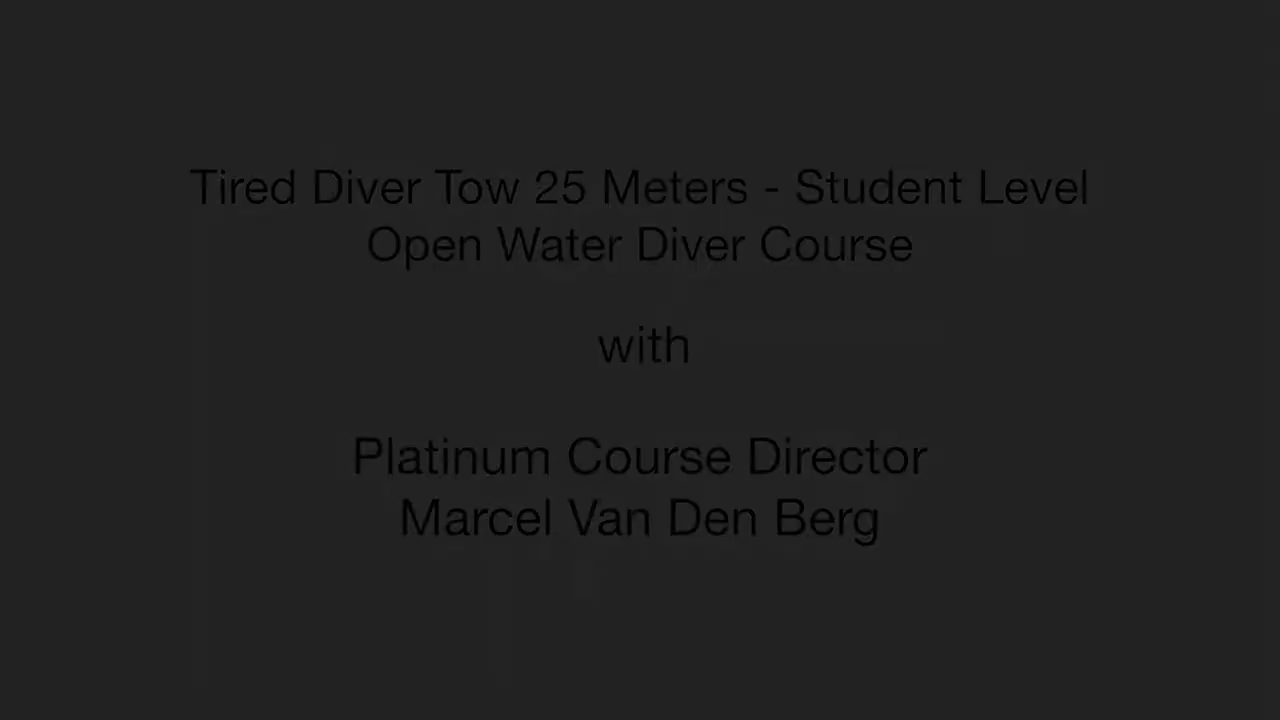 Tired Diver Tow 25 Meters - Student Level
Open Water Diver Course
with
Platinum Course Director
Marcel Van Den Berg